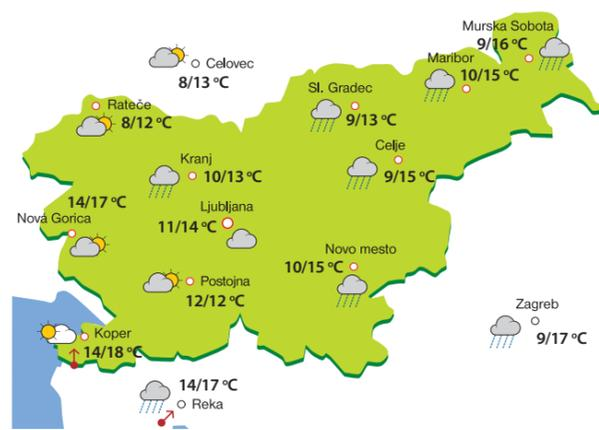 Murska Sobota
9/16 °C
Celovec
8/13 °C
Maribor
10/15 °C
Sl. Gradec
9/13 °C
Rateče
8/12 °C
Celje
9/15 °C
Kranj
10/13 °C
14/17 °C
Nova Gorica
Ljubljana
11/14 °C
Novo mesto
10/15 °C
Postojna
12/12 °C
Zagreb
9/17 °C
Koper
14/18 °C
14/17 °C
Reka